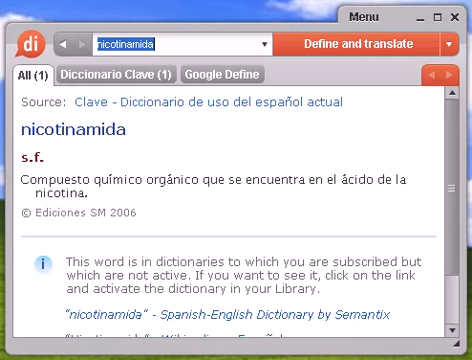 Menu
di
nicotinamida
Define and translate
All (1)
Diccionario Clave (1)
Google Define
Source: Clave - Diccionario de uso del español actual
nicotinamida
s.f.
Compuesto químico orgánico que se encuentra en el ácido de la
nicotina.
© Ediciones SM 2006
i
This word is in dictionaries to which you are subscribed but
which are not active. If you want to see it, click on the link
and activate the dictionary in your Library.
"nicotinamida" - Spanish-English Dictionary by Semantix